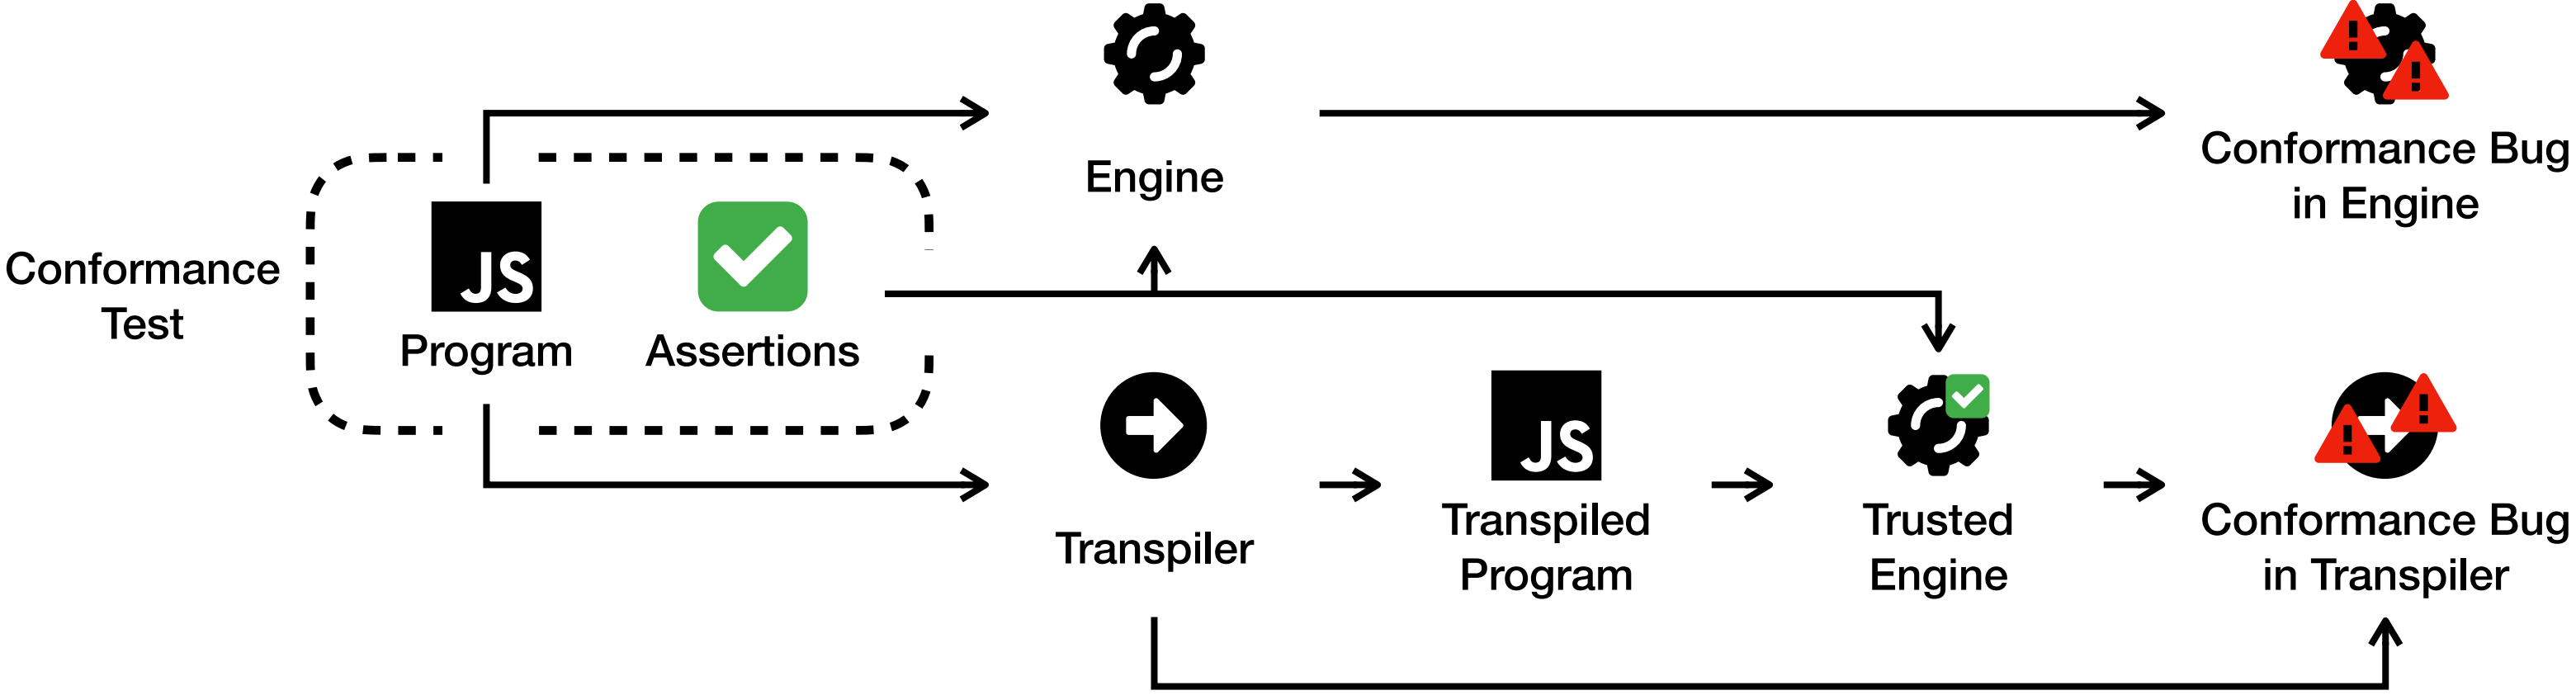 Engine
Conformance Bug
in Engine
Conformance
Test
JS
Program
Assertions
Transpiler
JS
Transpiled
Program
Trusted
Engine
Conformance Bug
in Transpiler